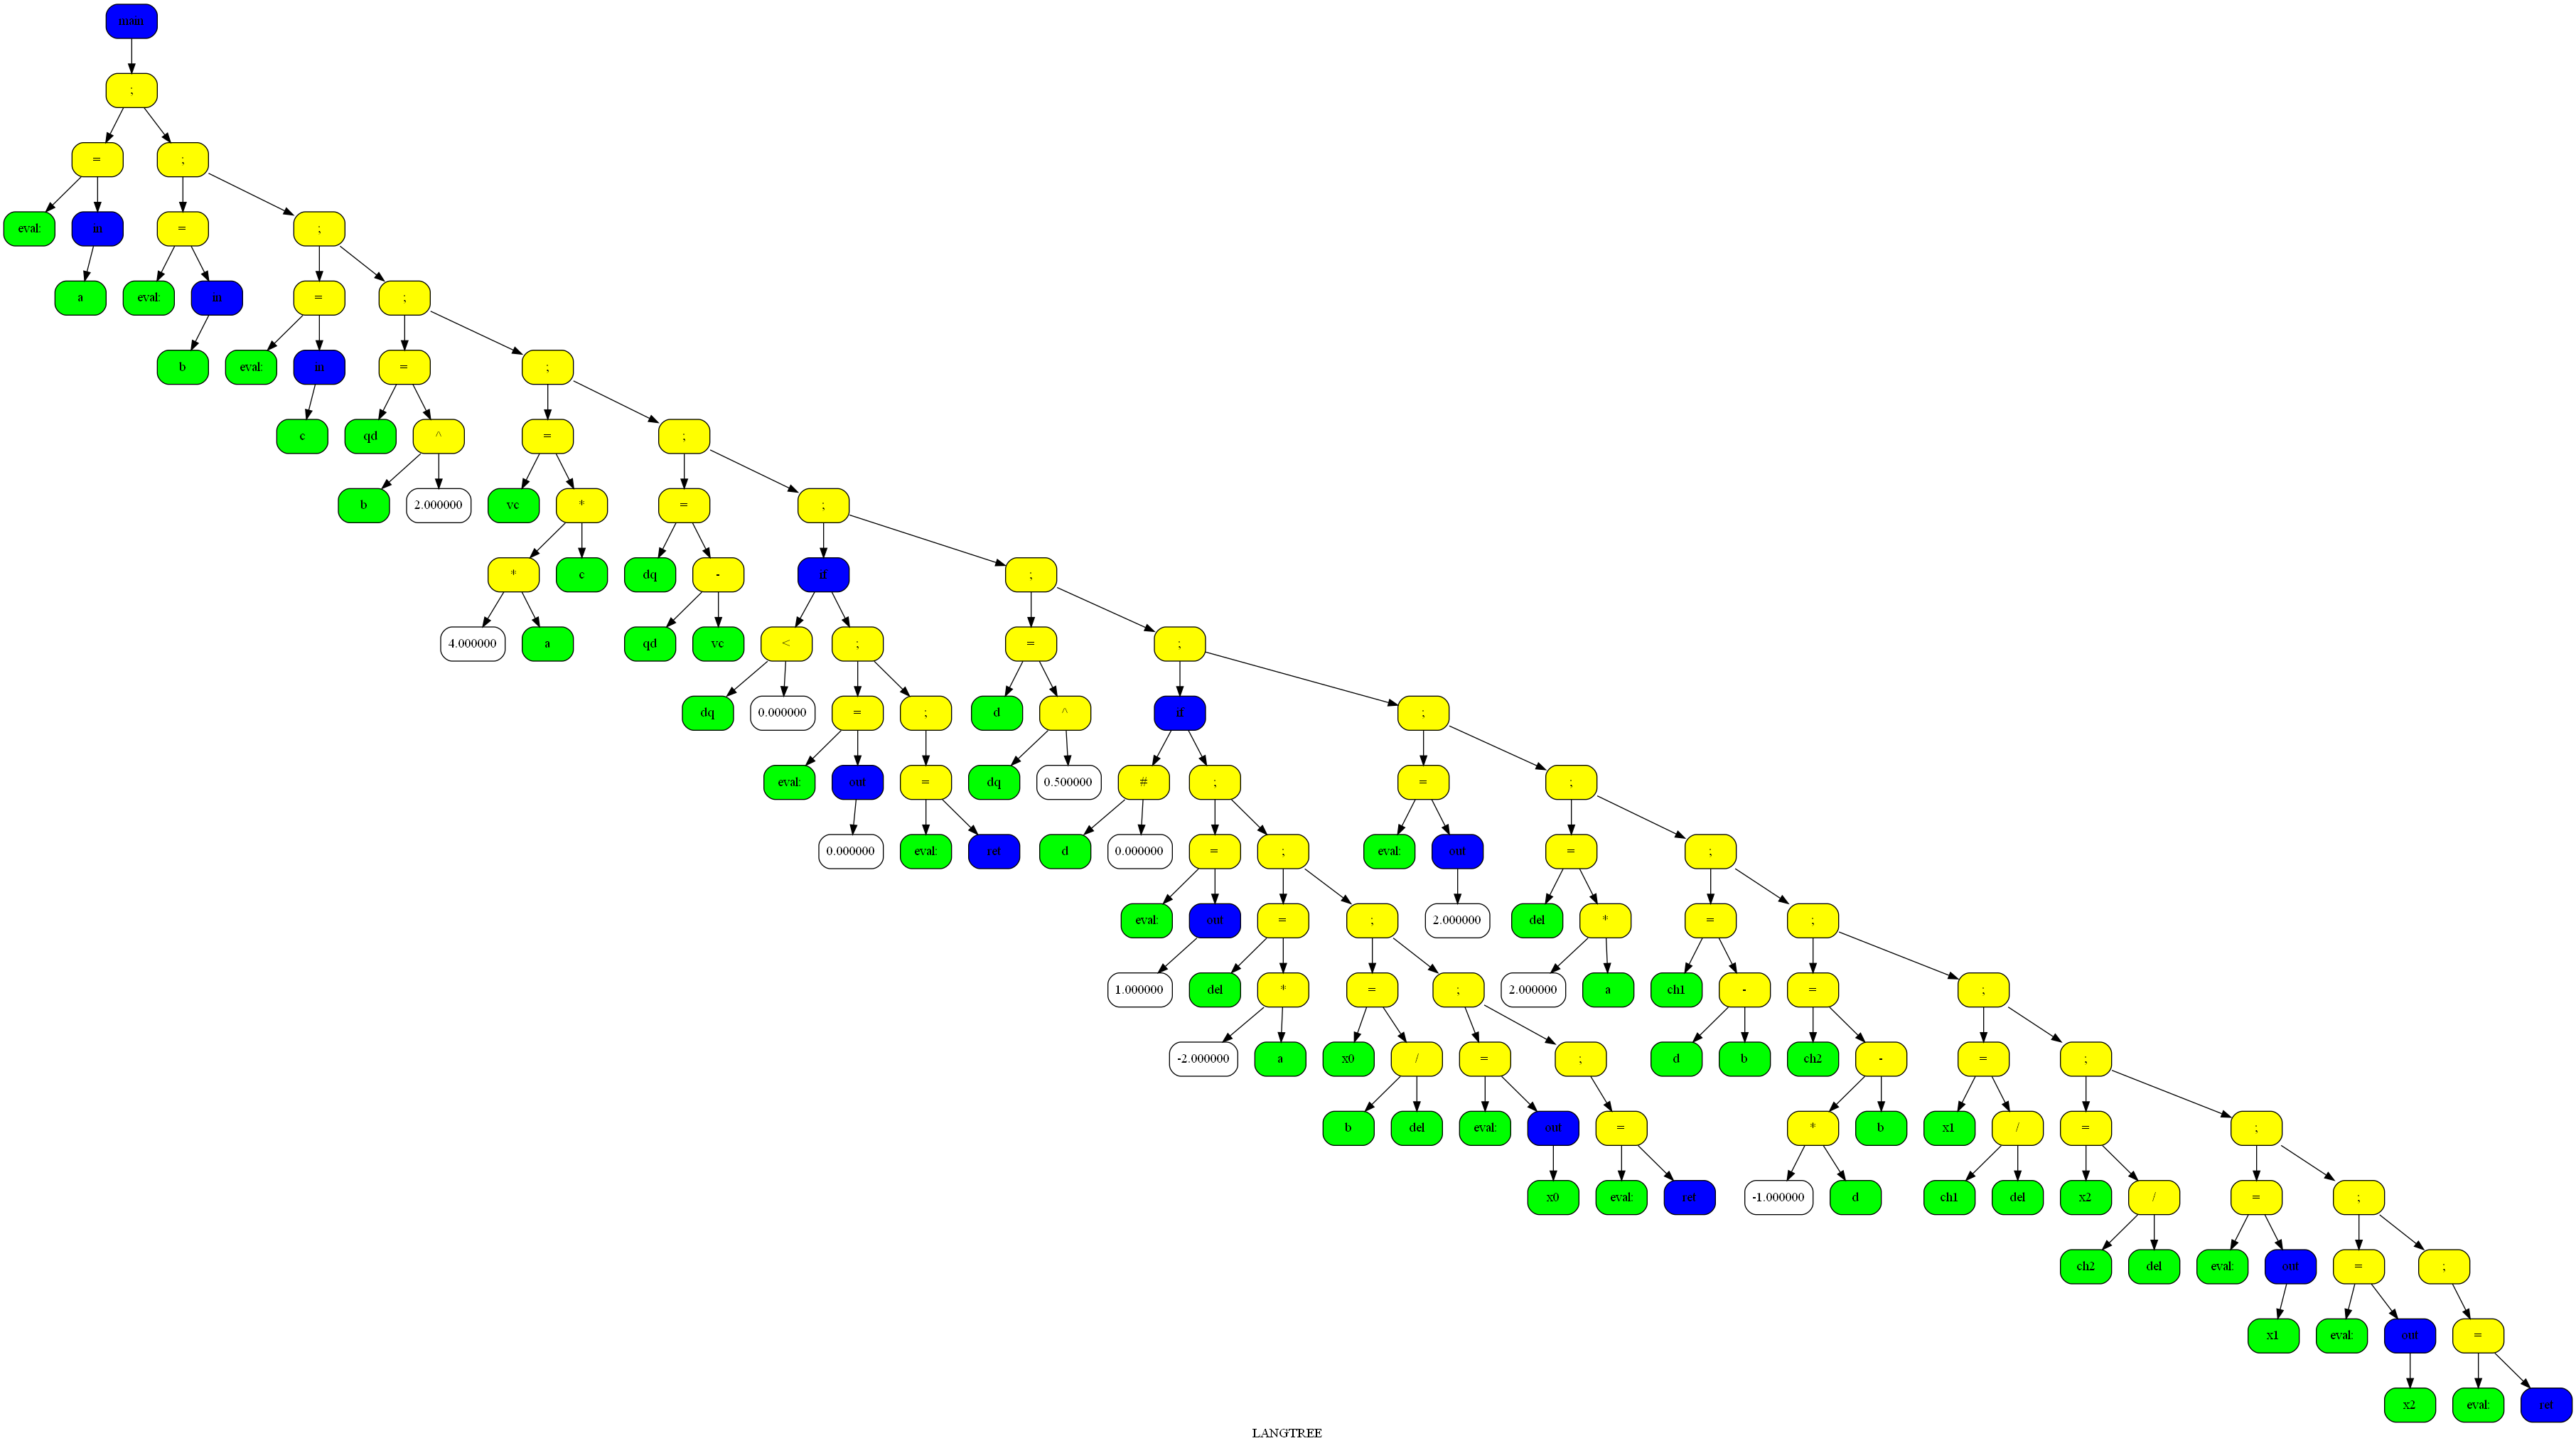 main
;
= ;
eval: in = ;
a eval: in = ;
b eval: in = ;
c qd ^ = ;
b 2.000000 vc * = ;
* c dq - if ;
4.000000 a qd vc < ; = ;
dq 0.000000 = ; d ^ if ;
eval: out = dq 0.500000 # ; = ;
0.000000 eval: ret d 0.000000 = ; eval: out = ;
eval: out = ; 2.000000 del * = ;
1.000000 del * = ; 2.000000 a ch1 - = ;
-2.000000 a x0 / = ; d b ch2 - = ;
b del eval: out = * b x1 / = ;
x0 eval: ret -1.000000 d ch1 del x2 / = ;
ch2 del eval: out = ;
x1 eval: out =
x2 eval: ret
LANGTREE